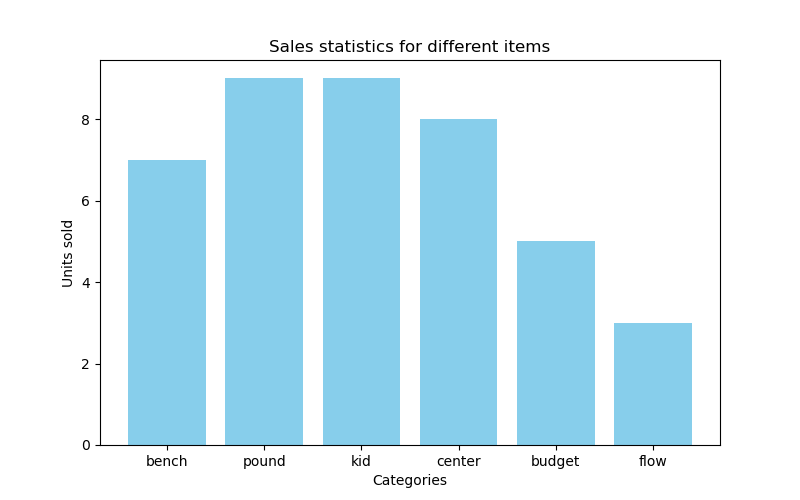 Sales statistics for different items
Units sold
8
6
4
2
0
bench pound kid center budget flow
Categories